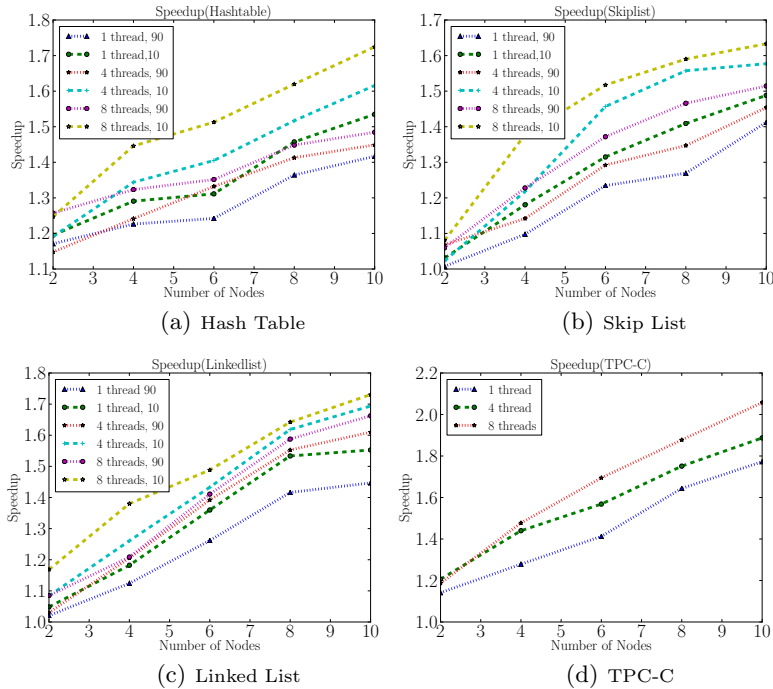 Speedup(Hashtable)
1.8
1.7
1.6
1.5
1.4
1.3
1.2
1.1
Speedup
1 thread, 90
1 thread,10
4 threads, 90
4 threads, 10
8 threads, 90
8 threads, 10
2 3 4 5 6 7 8 9 10
Number of Nodes
(a) Hash Table
Speedup(Skiplist)
1.7
1.6
1.5
1.4
1.3
1.2
1.1
1.0
Speedup
1 thread, 90
1 thread,10
4 threads, 90
4 threads, 10
8 threads, 90
8 threads, 10
2 3 4 5 6 7 8 9 10
Number of Nodes
(b) Skip List
Speedup(Linkedlist)
1.8
1.7
1.6
1.5
1.4
1.3
1.2
1.1
1.0
Speedup
1 thread 90
1 thread, 10
4 threads, 90
4 threads, 10
8 threads, 90
8 threads, 10
2 3 4 5 6 7 8 9 10
Number of Nodes
(c) Linked List
Speedup(TPC-C)
2.2
2.0
1.8
1.6
1.4
1.2
1.0
Speedup
1 thread
4 thread
8 threads
2 3 4 5 6 7 8 9 10
Number of Nodes
(d) TPC-C